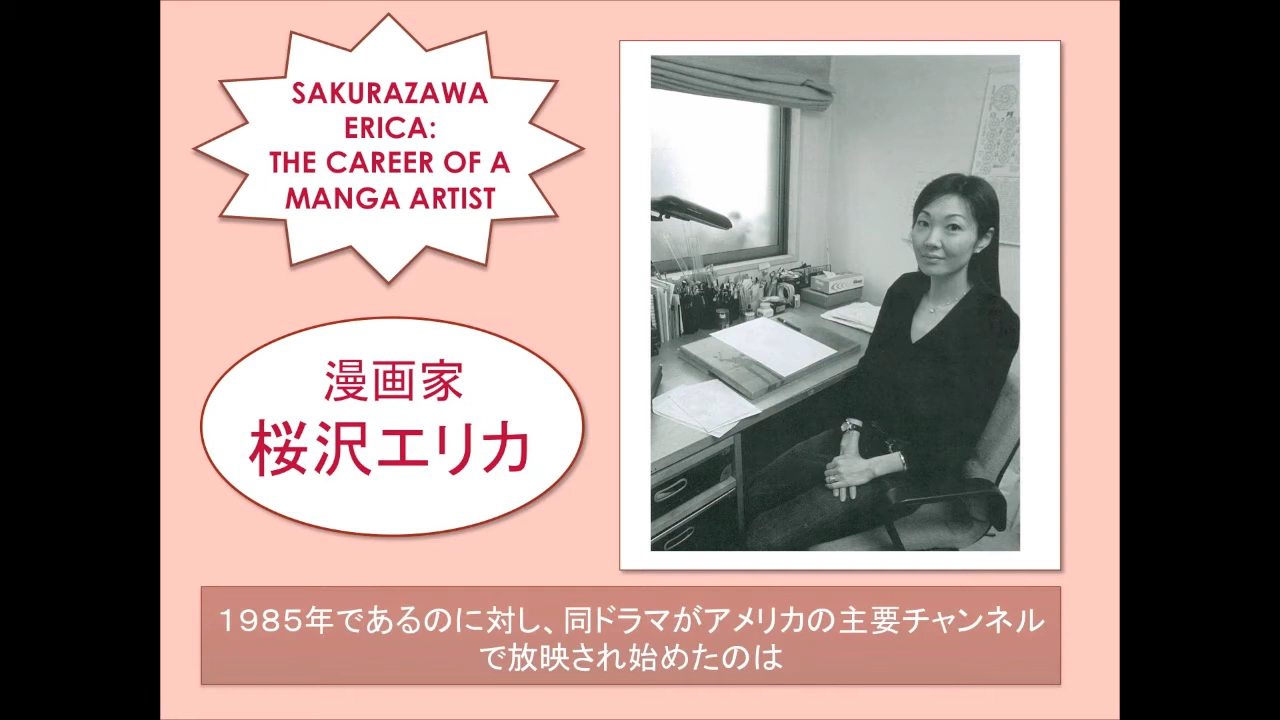 SAKURAZAWA
ERICA:
THE CAREER OF A
MANGA ARTIST
漫画家
桜沢エリカ
１９８５年であるのに対し、同ドラマがアメリカの主要チャンネル
で放映され始めたのは